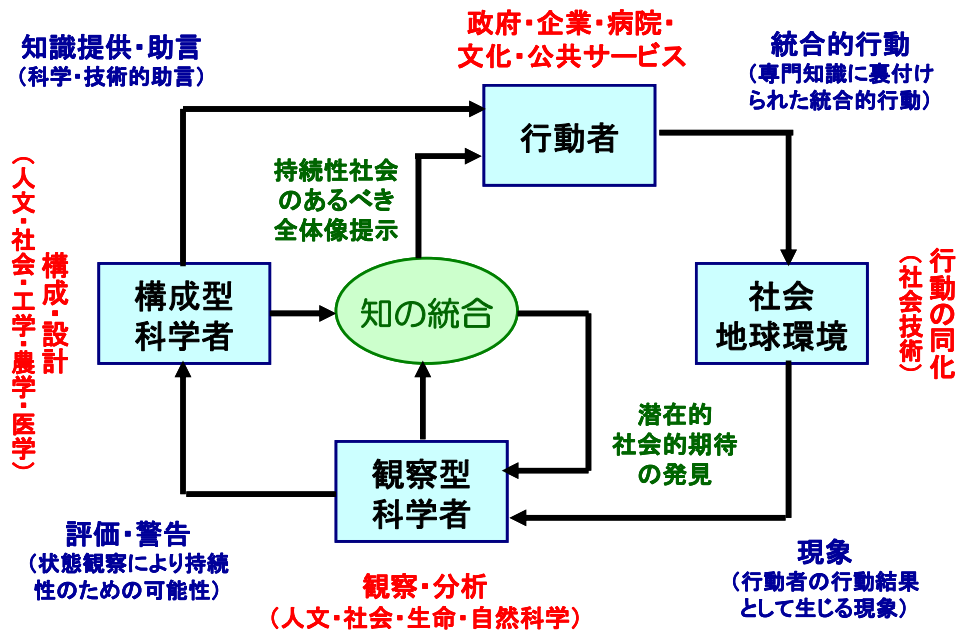 知識提供・助言
（科学・技術的助言）
政府・企業・病院・
文化・公共サービス
統合的行動
（専門知識に裏付け
られた統合的行動）
行動者
持続性社会
のあるべき
全体像提示
（人文・社会・工学・農学・医学）
構成・設計
構成型
科学者
知の統合
社会
地球環境
行動の同化
（社会技術）
潜在的
社会的期待
の発見
観察型
科学者
評価・警告
（状態観察により持続
性のための可能性）
観察・分析
（人文・社会・生命・自然科学）
現象
（行動者の行動結果
として生じる現象）